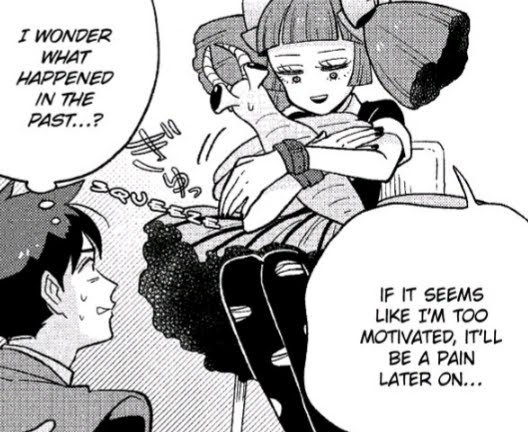 I WONDER
WHAT
HAPPENED
IN THE
PAST...?
SQUEEZE
IF IT SEEMS
LIKE I'M TOO
MOTIVATED, IT'LL
BE A PAIN
LATER ON...